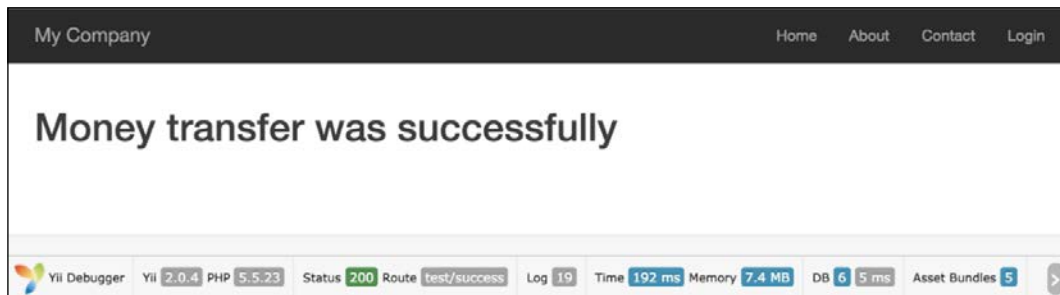 My Company Home About Contact Login
Money transfer was successfully
Yii Debugger Yii 2.0.4 PHP 5.5.23 Status 200 Route test/success Log 19 Time 192 ms Memory 7.4 MB DB 6 5 ms Asset Bundles 5